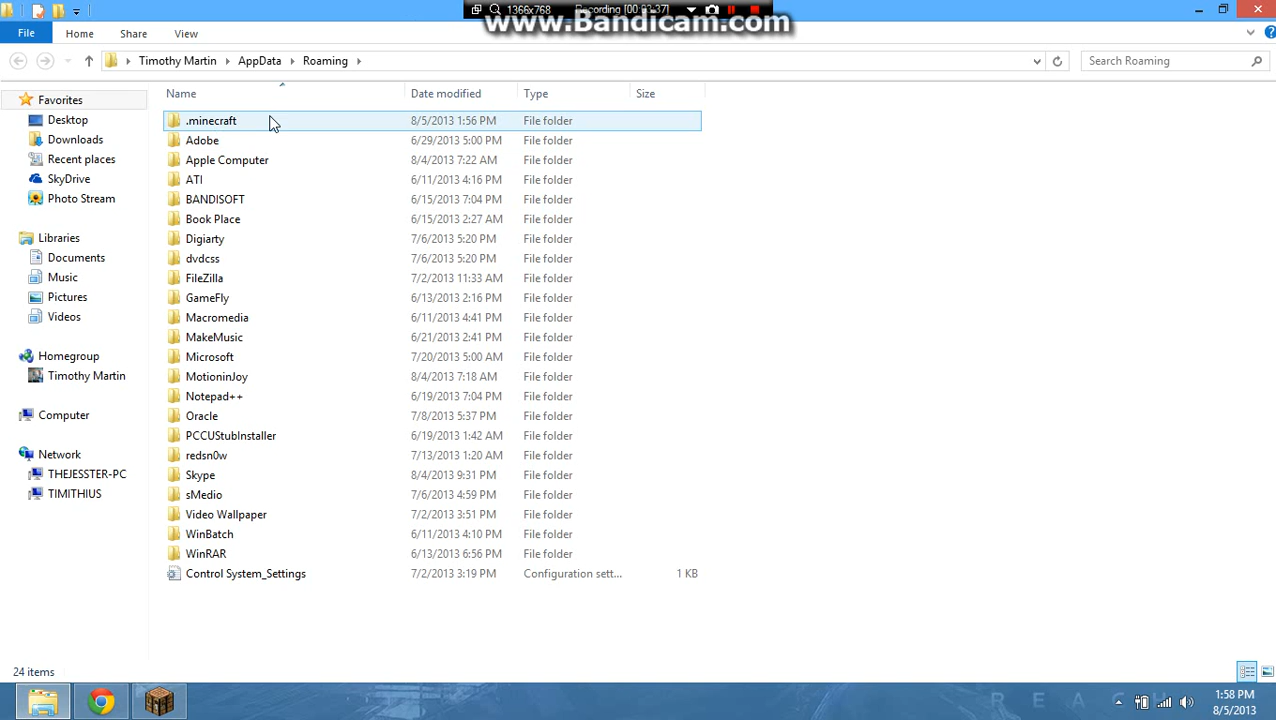 1366x768 Recording [00:03:37]
www.Bandicam.com
File Home Share View
Timothy Martin AppData Roaming
Search Roaming
Name Date modified Type Size
Favorites
Desktop
Downloads
Recent places
SkyDrive
Photo Stream
Libraries
Documents
Music
Pictures
Videos
Homegroup
Timothy Martin
Computer
Network
THEJESSTER-PC
TIMITHIUS
.minecraft 8/5/2013 1:56 PM File folder
Adobe 6/29/2013 5:00 PM File folder
Apple Computer 8/4/2013 7:22 AM File folder
ATI 6/11/2013 4:16 PM File folder
BANDISOFT 6/15/2013 7:04 PM File folder
Book Place 6/15/2013 2:27 AM File folder
Digiarty 7/6/2013 5:20 PM File folder
dvdcss 7/6/2013 5:20 PM File folder
FileZilla 7/2/2013 11:33 AM File folder
GameFly 6/13/2013 2:16 PM File folder
Macromedia 6/11/2013 4:41 PM File folder
MakeMusic 6/21/2013 2:41 PM File folder
Microsoft 7/20/2013 5:00 AM File folder
MotioninJoy 8/4/2013 7:18 AM File folder
Notepad++ 6/19/2013 7:04 PM File folder
Oracle 7/8/2013 5:37 PM File folder
PCCUStubInstaller 6/19/2013 1:42 AM File folder
redsn0w 7/13/2013 1:20 AM File folder
Skype 8/4/2013 9:31 PM File folder
sMedio 7/6/2013 4:59 PM File folder
Video Wallpaper 7/2/2013 3:51 PM File folder
WinBatch 6/11/2013 4:10 PM File folder
WinRAR 6/13/2013 6:56 PM File folder
Control System_Settings 7/2/2013 3:19 PM Configuration sett... 1 KB
24 items
R E A C H
1:58 PM
8/5/2013